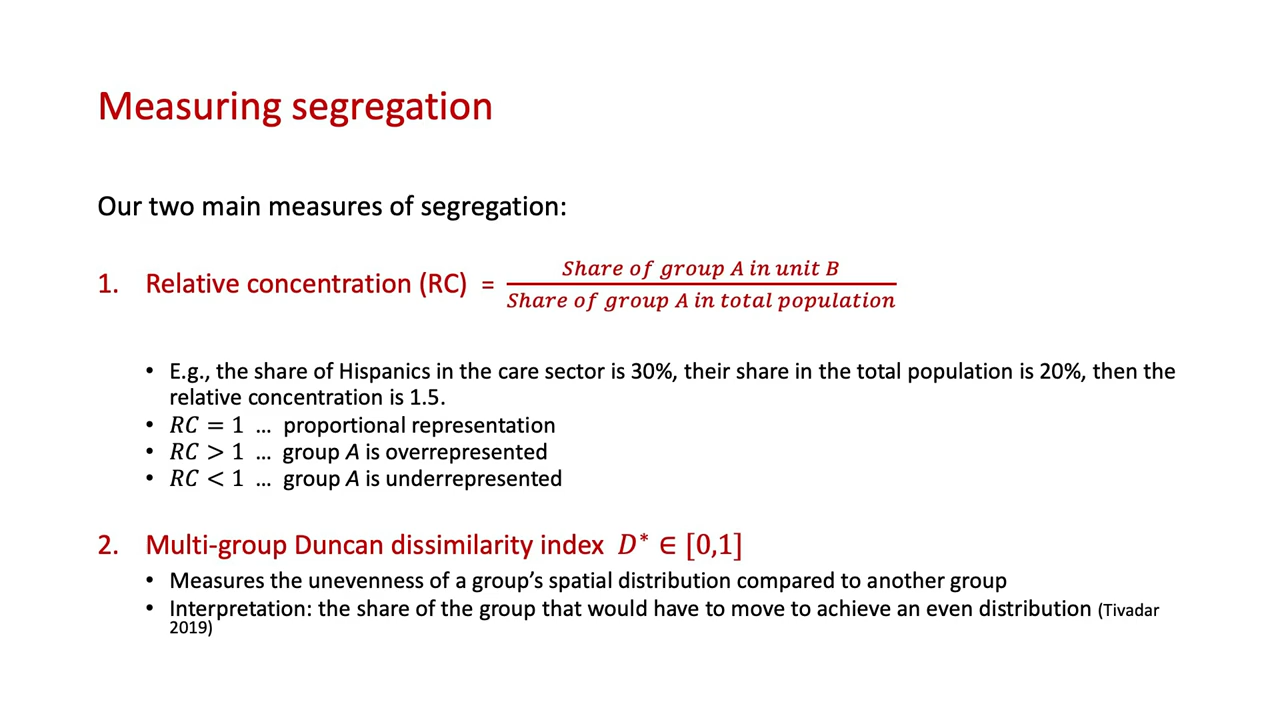 Measuring segregation
Our two main measures of segregation:
1. Relative concentration (RC) = Share of group A in unit B / Share of group A in total population
• E.g., the share of Hispanics in the care sector is 30%, their share in the total population is 20%, then the
relative concentration is 1.5.
• RC = 1 … proportional representation
• RC > 1 … group A is overrepresented
• RC < 1 … group A is underrepresented
2. Multi-group Duncan dissimilarity index D* ∈ [0,1]
• Measures the unevenness of a group’s spatial distribution compared to another group
• Interpretation: the share of the group that would have to move to achieve an even distribution (Tivadar
2019)